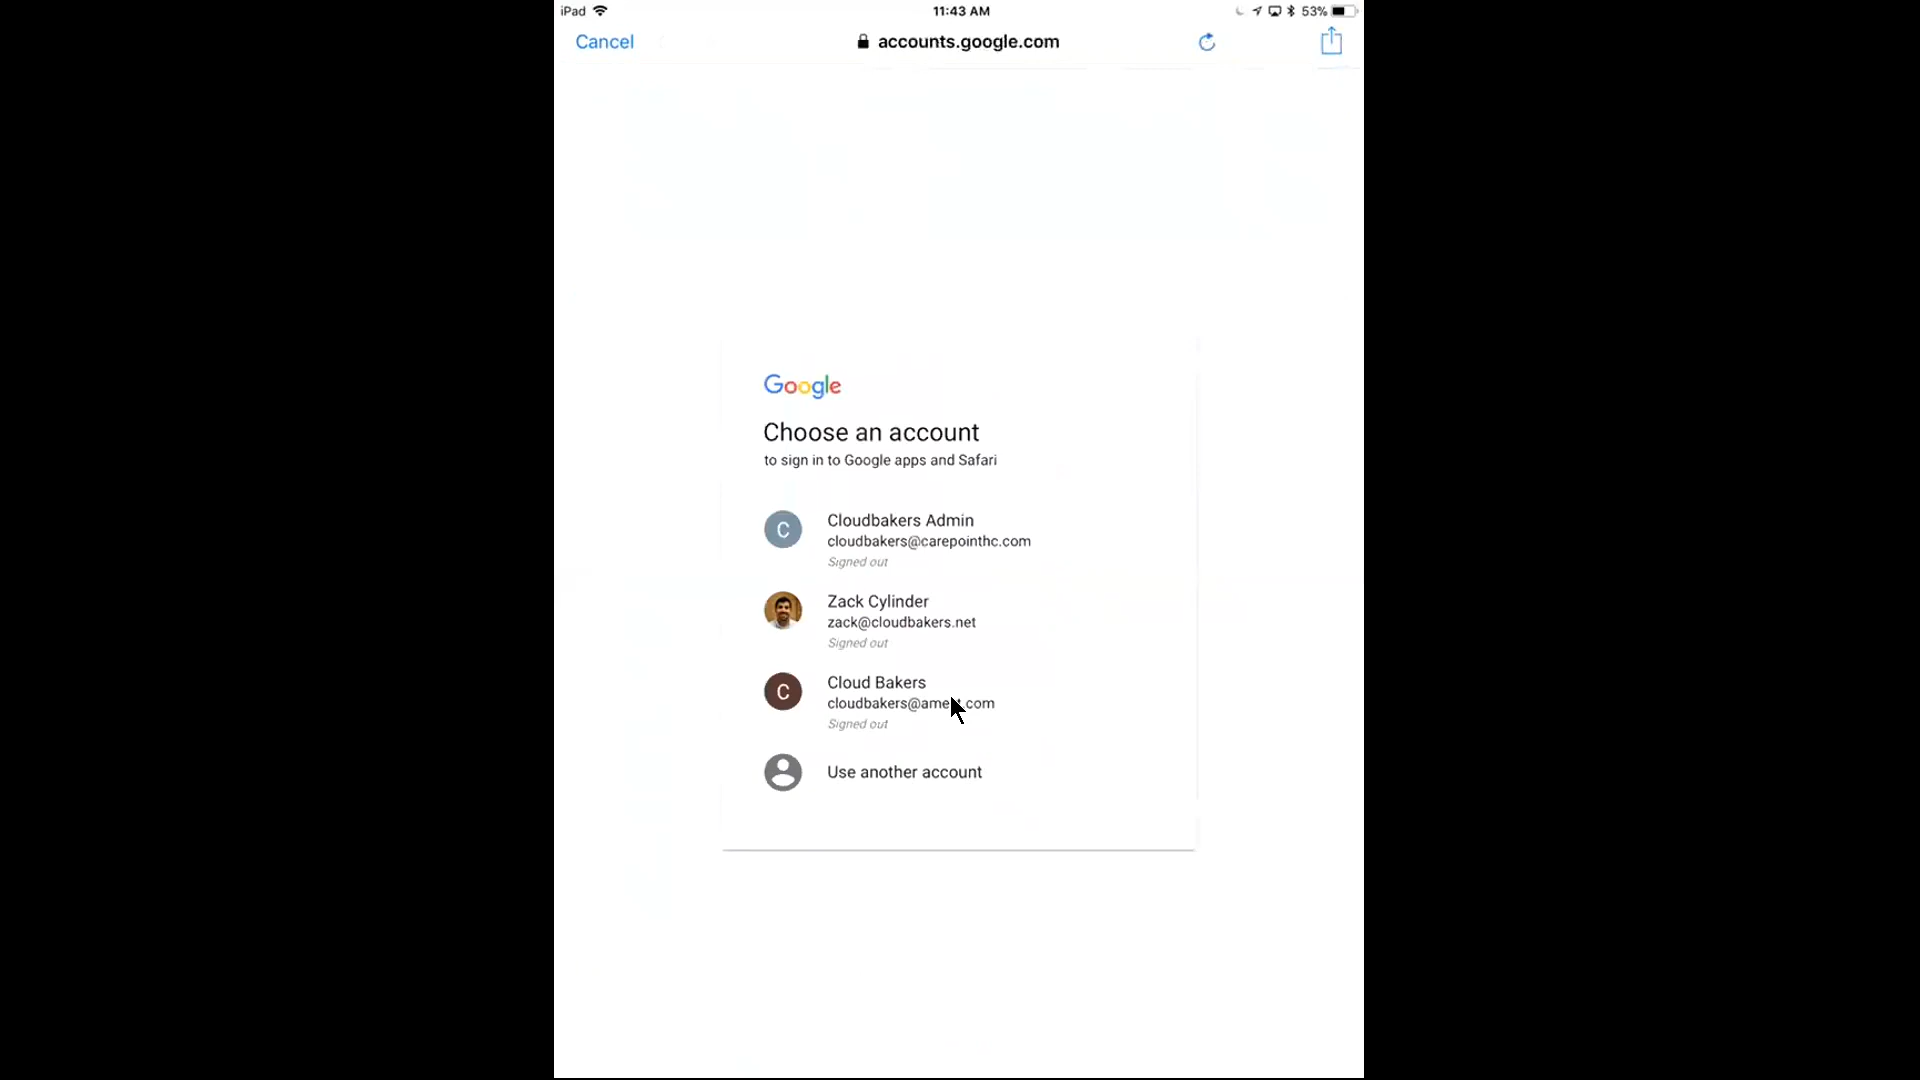 iPad 11:43 AM 53%
Cancel accounts.google.com
Google
Choose an account
to sign in to Google apps and Safari
C Cloudbakers Admin
cloudbakers@carepointhc.com
Signed out
Zack Cylinder
zack@cloudbakers.net
Signed out
C Cloud Bakers
Signed out
Use another account